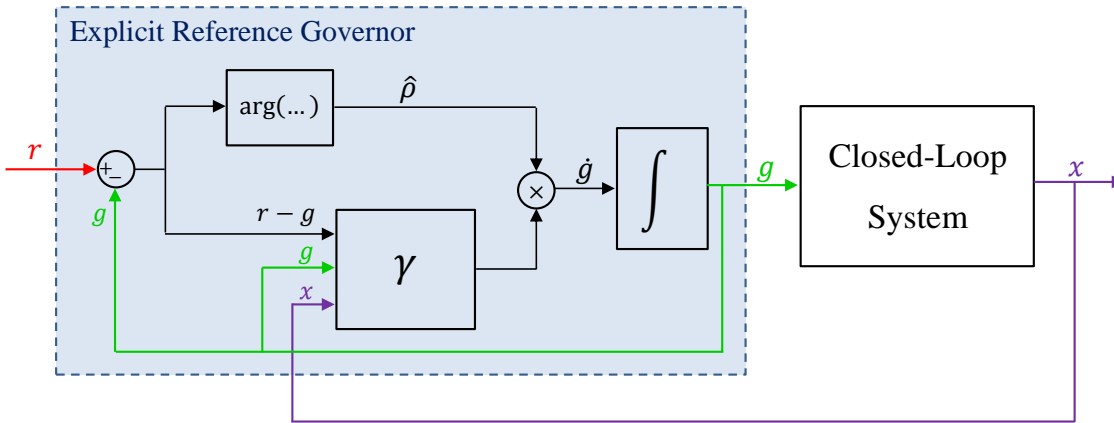 Explicit Reference Governor
arg(…)
ρ̂
r
+
−
g
r − g
g
x
γ
×
ġ
∫
g
Closed-Loop
System
x